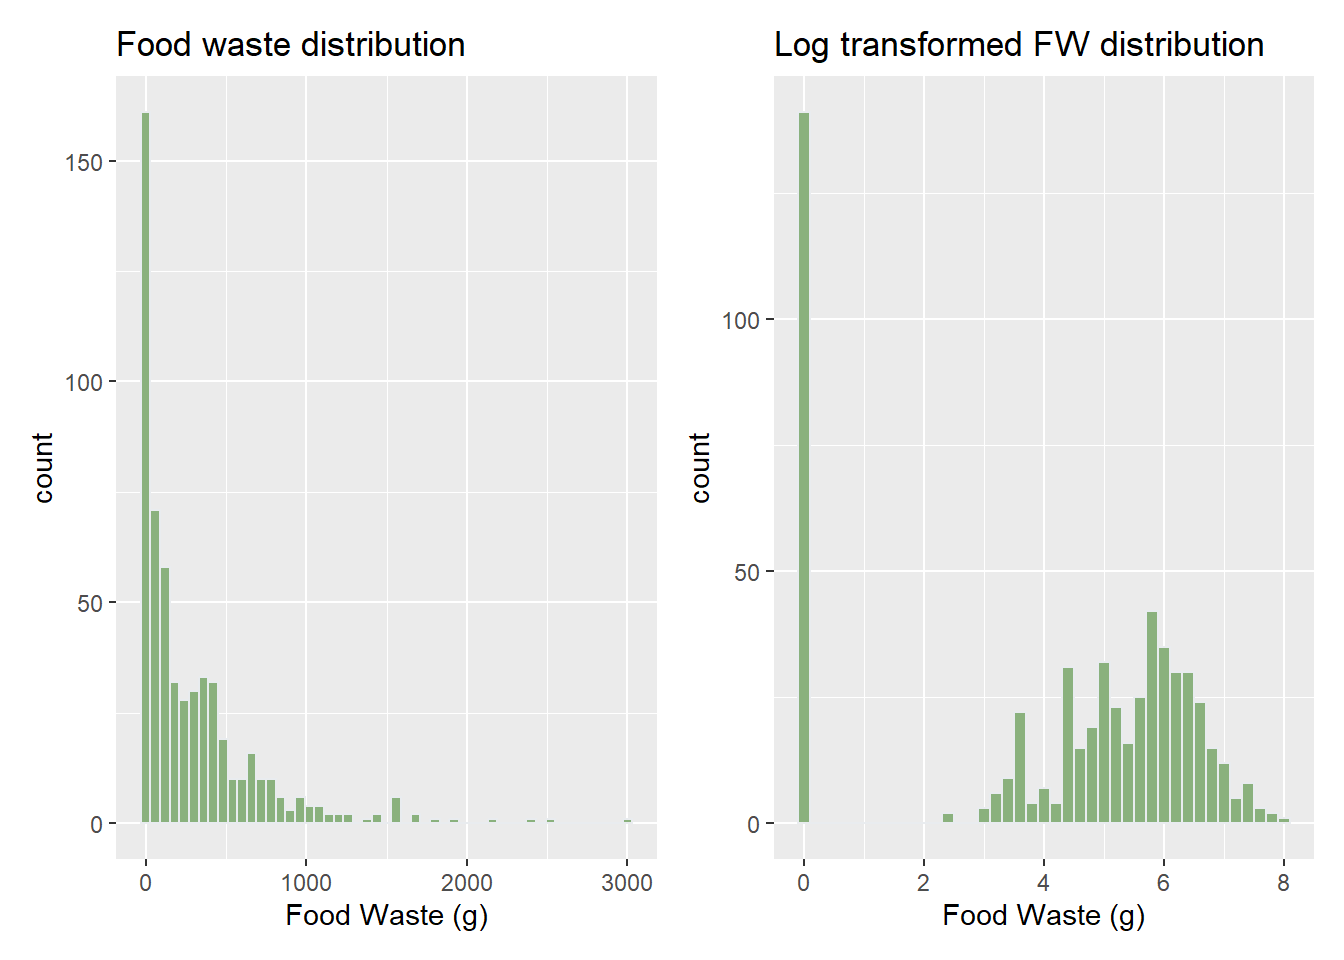 Food waste distribution
150
100
50
0
count
0 1000 2000 3000
Food Waste (g)
Log transformed FW distribution
100
50
0
count
0 2 4 6 8
Food Waste (g)